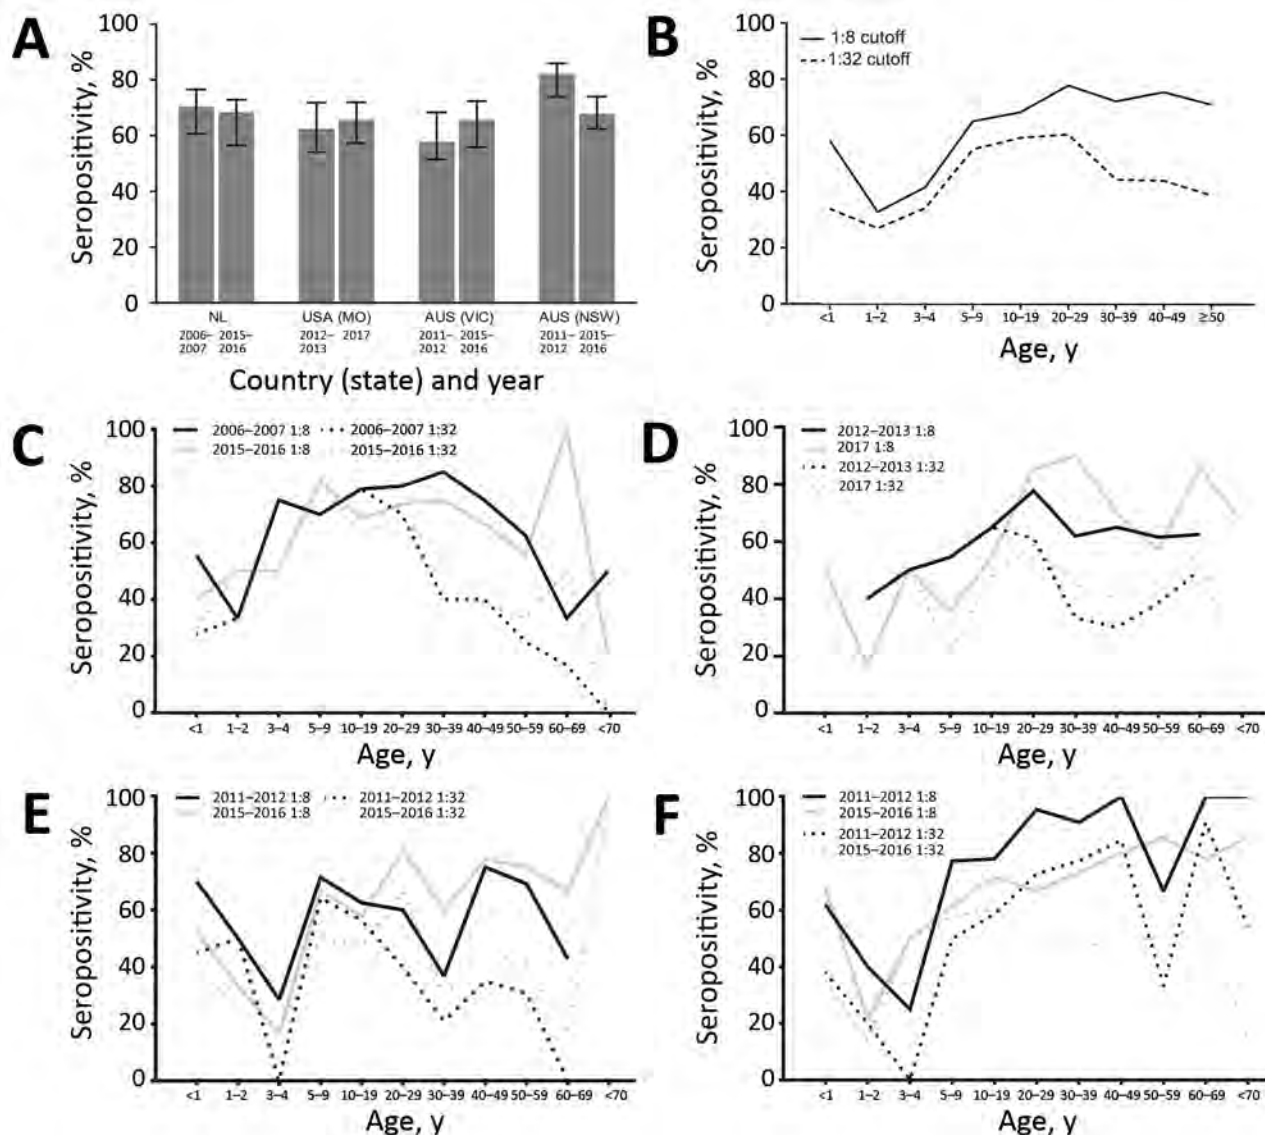 A
Seropositivity, %
100
80
60
40
20
0
NL
2006–2007
2015–2016
USA (MO)
2012–2013
2017
AUS (VIC)
2011–2012
2015–2016
AUS (NSW)
2011–2012
2015–2016
Country (state) and year
B
Seropositivity, %
100
80
60
40
20
0
1:8 cutoff
1:32 cutoff
<1 1–2 3–4 5–9 10–19 20–29 30–39 40–49 ≥50
Age, y
C
Seropositivity, %
100
80
60
40
20
0
2006–2007 1:8
2015–2016 1:8
2006–2007 1:32
2015–2016 1:32
<1 1–2 3–4 5–9 10–19 20–29 30–39 40–49 50–59 60–69 <70
Age, y
D
Seropositivity, %
100
80
60
40
20
0
2012–2013 1:8
2017 1:8
2012–2013 1:32
2017 1:32
<1 1–2 3–4 5–9 10–19 20–29 30–39 40–49 50–59 60–69 <70
Age, y
E
Seropositivity, %
100
80
60
40
20
0
2011–2012 1:8
2015–2016 1:8
2011–2012 1:32
2015–2016 1:32
<1 1–2 3–4 5–9 10–19 20–29 30–39 40–49 50–59 60–69 <70
Age, y
F
Seropositivity, %
100
80
60
40
20
0
2011–2012 1:8
2015–2016 1:8
2011–2012 1:32
2015–2016 1:32
<1 1–2 3–4 5–9 10–19 20–29 30–39 40–49 50–59 60–69 <70
Age, y